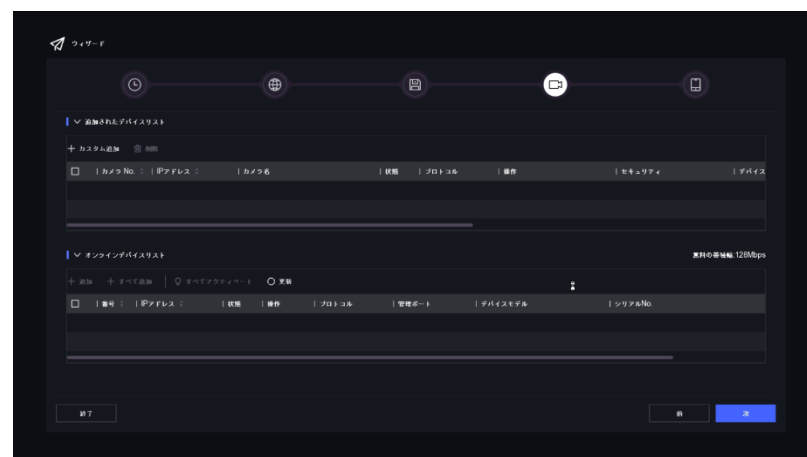 ウィザード
追加されたデバイスリスト
カスタム追加 削除
カメラ No. IPアドレス カメラ名 状態 プロトコル 操作 セキュリティ デバイス
オンラインデバイスリスト 無料の帯域幅:128Mbps
追加 すべて追加 すべてアクティベート 更新
番号 IPアドレス 状態 操作 プロトコル 管理ポート デバイスモデル シリアルNo.
終了 前 次